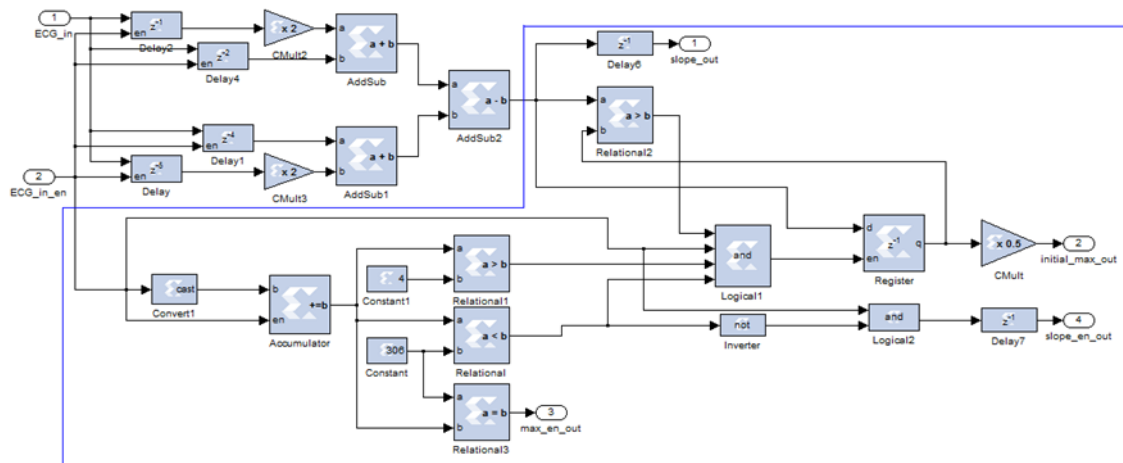 1
ECG_in
en
z-1
Delay2
x 2
CMult2
a
b
a + b
AddSub
en
z-2
Delay4
a
b
a - b
AddSub2
z-1
Delay6
1
slope_out
a
b
a > b
Relational2
en
z-4
Delay1
a
b
a + b
AddSub1
2
ECG_in_en
en
z-5
Delay
x 2
CMult3
cast
Convert1
b
en
+=b
Accumulator
4
Constant1
a
b
a > b
Relational1
and
Logical1
d
en
z-1
q
Register
x 0.5
CMult
2
initial_max_out
306
Constant
a
b
a < b
Relational
not
Inverter
and
Logical2
z-1
Delay7
4
slope_en_out
a
b
a = b
Relational3
3
max_en_out